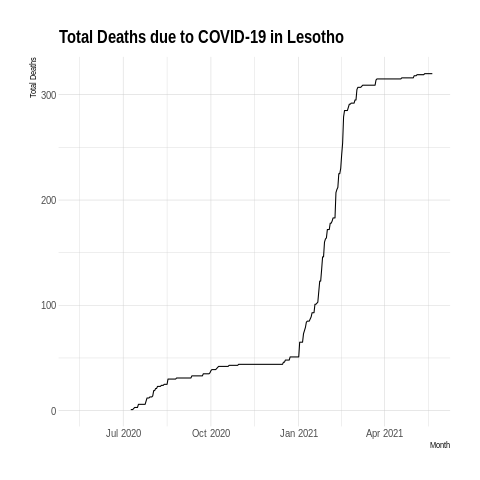 Total Deaths due to COVID-19 in Lesotho
Total Deaths
300
200
100
0
Jul 2020 Oct 2020 Jan 2021 Apr 2021
Month